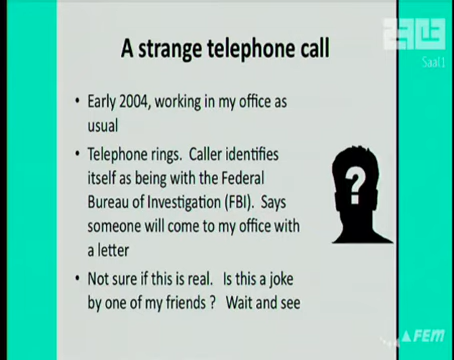 A strange telephone call
• Early 2004, working in my office as
usual
• Telephone rings. Caller identifies
itself as being with the Federal
Bureau of Investigation (FBI). Says
someone will come to my office with
a letter
• Not sure if this is real. Is this a joke
by one of my friends ? Wait and see
?
Saal1
FEM